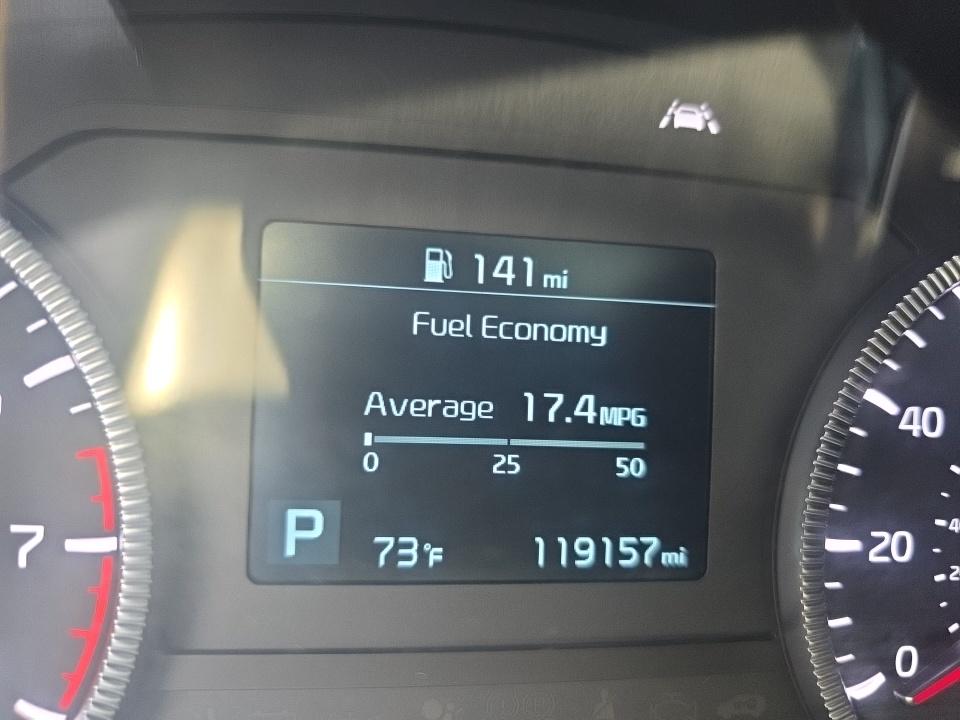 141 mi
Fuel Economy
Average 17.4 MPG
0 25 50
P 73°F 119157 mi
7
40
20
0